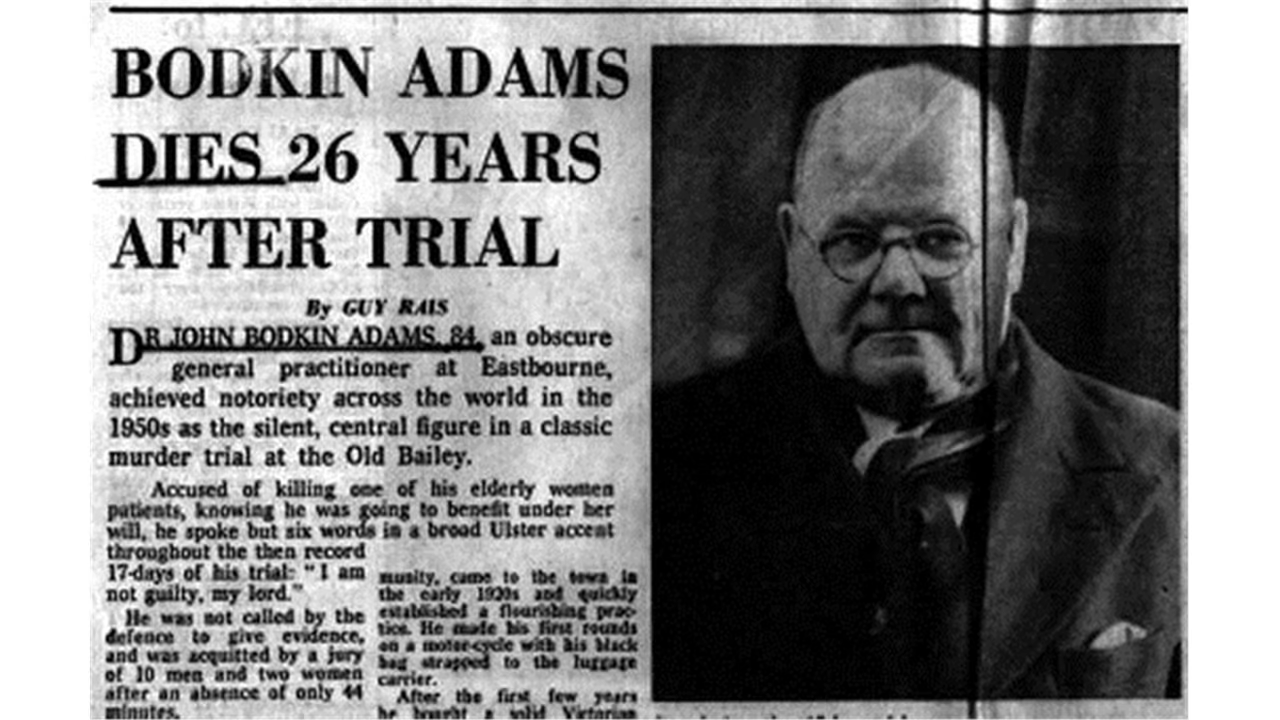 BODKIN ADAMS
DIES 26 YEARS
AFTER TRIAL
By GUY RAIS
DR JOHN BODKIN ADAMS, 84, an obscure
general practitioner at Eastbourne,
achieved notoriety across the world in the
1950s as the silent, central figure in a classic
murder trial at the Old Bailey.
Accused of killing one of his elderly women
patients, knowing he was going to benefit under her
will, he spoke but six words in a broad Ulster accent
throughout the then record
17-days of his trial: "I am
not guilty, my lord."
He was not called by the
defence to give evidence,
and was acquitted by a jury
of 10 men and two women
after an absence of only 44
minutes.
munity, came to the town in
the early 1920s and quickly
established a flourishing prac-
tice. He made his first rounds
on a motor-cycle with his black
bag strapped to the luggage
carrier.
After the first few years
he bought a solid Victorian